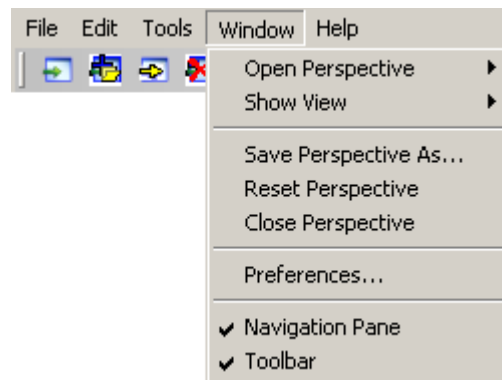 File Edit Tools Window Help
Open Perspective
Show View
Save Perspective As...
Reset Perspective
Close Perspective
Preferences...
Navigation Pane
Toolbar